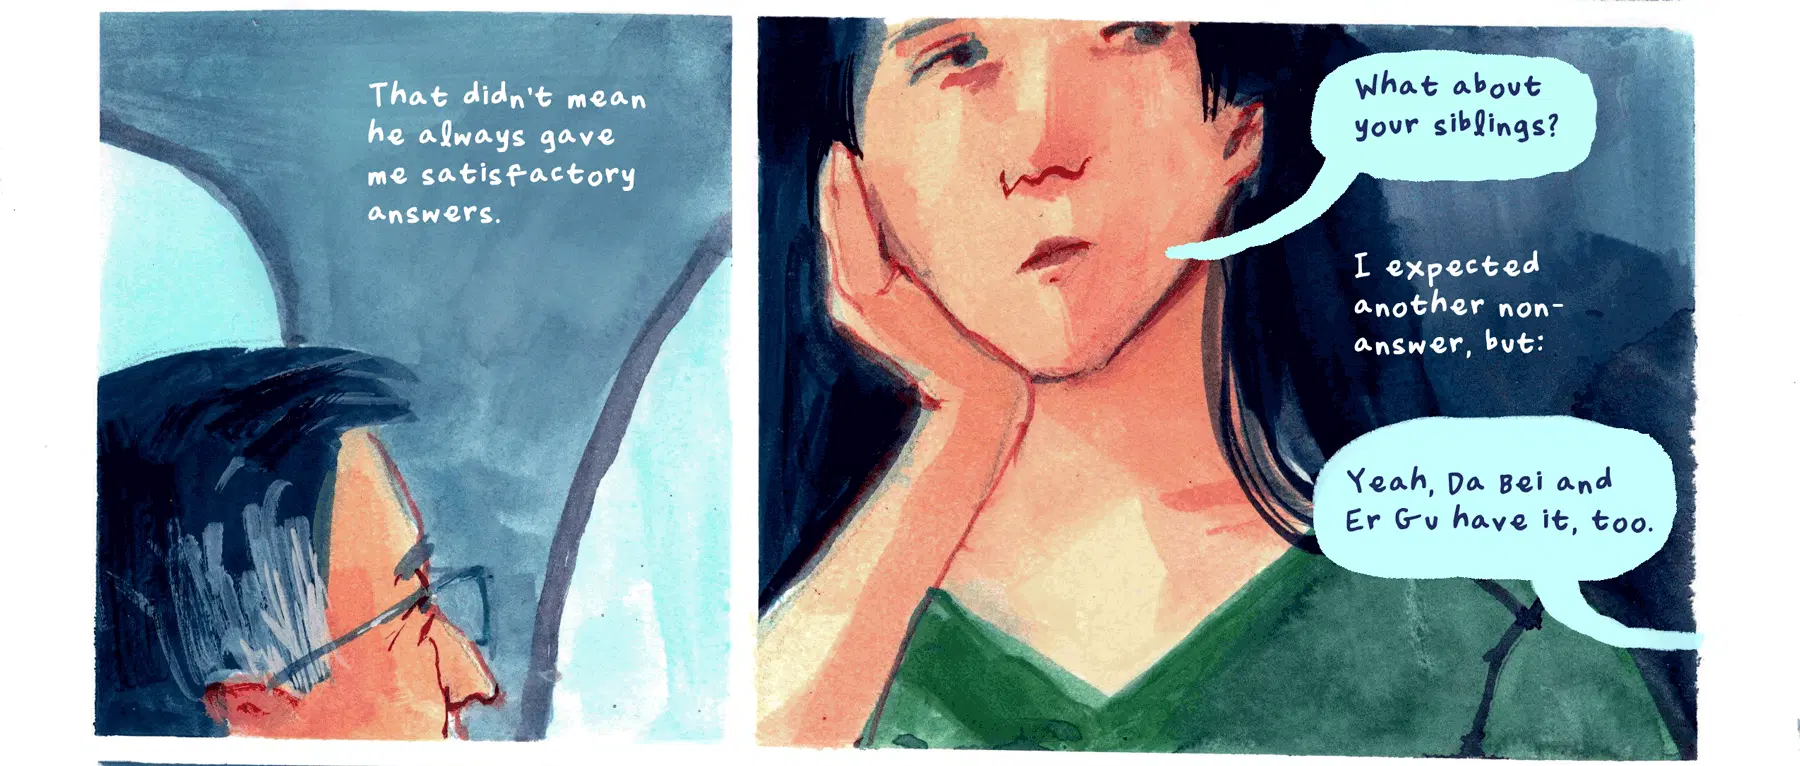 That didn't mean
he always gave
me satisfactory
answers.
What about
your siblings?
I expected
another non-
answer, but:
Yeah, Da Bei and
Er Gu have it, too.